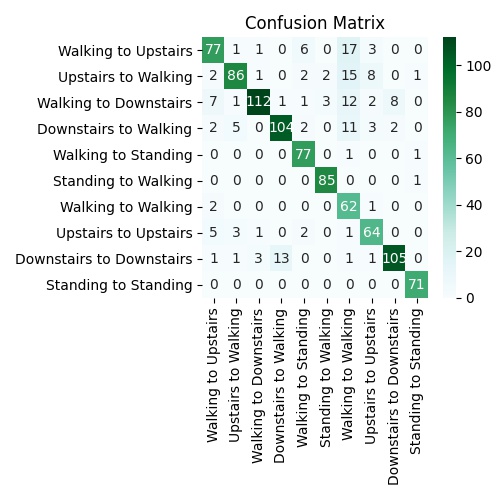 Confusion Matrix
Walking to Upstairs 77 1 1 0 6 0 17 3 0 0
Upstairs to Walking 2 86 1 0 2 2 15 8 0 1
Walking to Downstairs 7 1 112 1 1 3 12 2 8 0
Downstairs to Walking 2 5 0 104 2 0 11 3 2 0
Walking to Standing 0 0 0 0 77 0 1 0 0 1
Standing to Walking 0 0 0 0 0 85 0 0 0 1
Walking to Walking 2 0 0 0 0 0 62 1 0 0
Upstairs to Upstairs 5 3 1 0 2 0 1 64 0 0
Downstairs to Downstairs 1 1 3 13 0 0 1 1 105 0
Standing to Standing 0 0 0 0 0 0 0 0 0 71
Walking to Upstairs
Upstairs to Walking
Walking to Downstairs
Downstairs to Walking
Walking to Standing
Standing to Walking
Walking to Walking
Upstairs to Upstairs
Downstairs to Downstairs
Standing to Standing
100
80
60
40
20
0